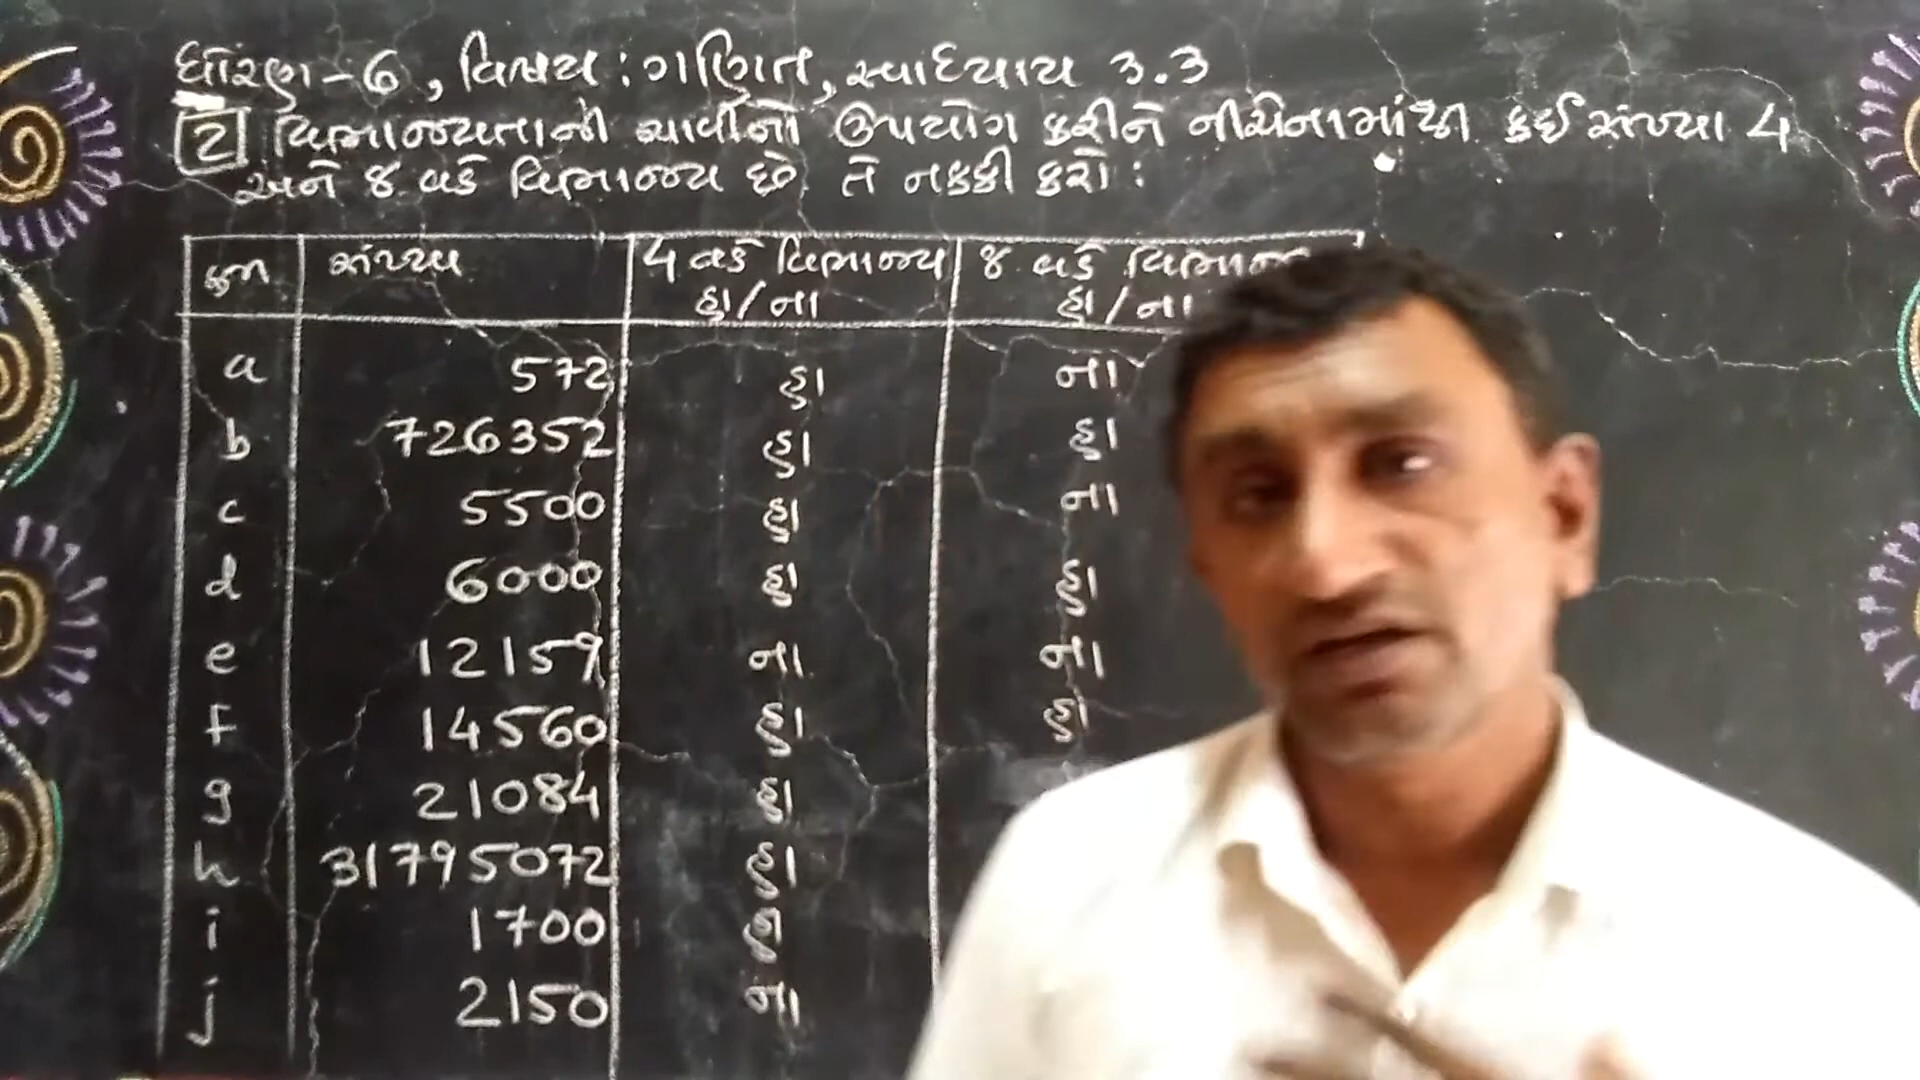 ધોરણ-6, વિષય : ગણિત, સ્વાધ્યાય 3.3
2 વિભાજ્યતાની ચાવીનો ઉપયોગ કરીને નીચેનામાંથી કઈ સંખ્યા 4
અને 8 વડે વિભાજ્ય છે તે નક્કી કરો :
ક્રમ સંખ્યા 4 વડે વિભાજ્ય હા/ના 8 વડે વિભાજ્ય હા/ના
a 572 હા ના
b 726352 હા હા
c 5500 હા ના
d 6000 હા હા
e 12159 ના ના
f 14560 હા હા
g 21084 હા
h 31795072 હા
i 1700 હા
j 2150 ના